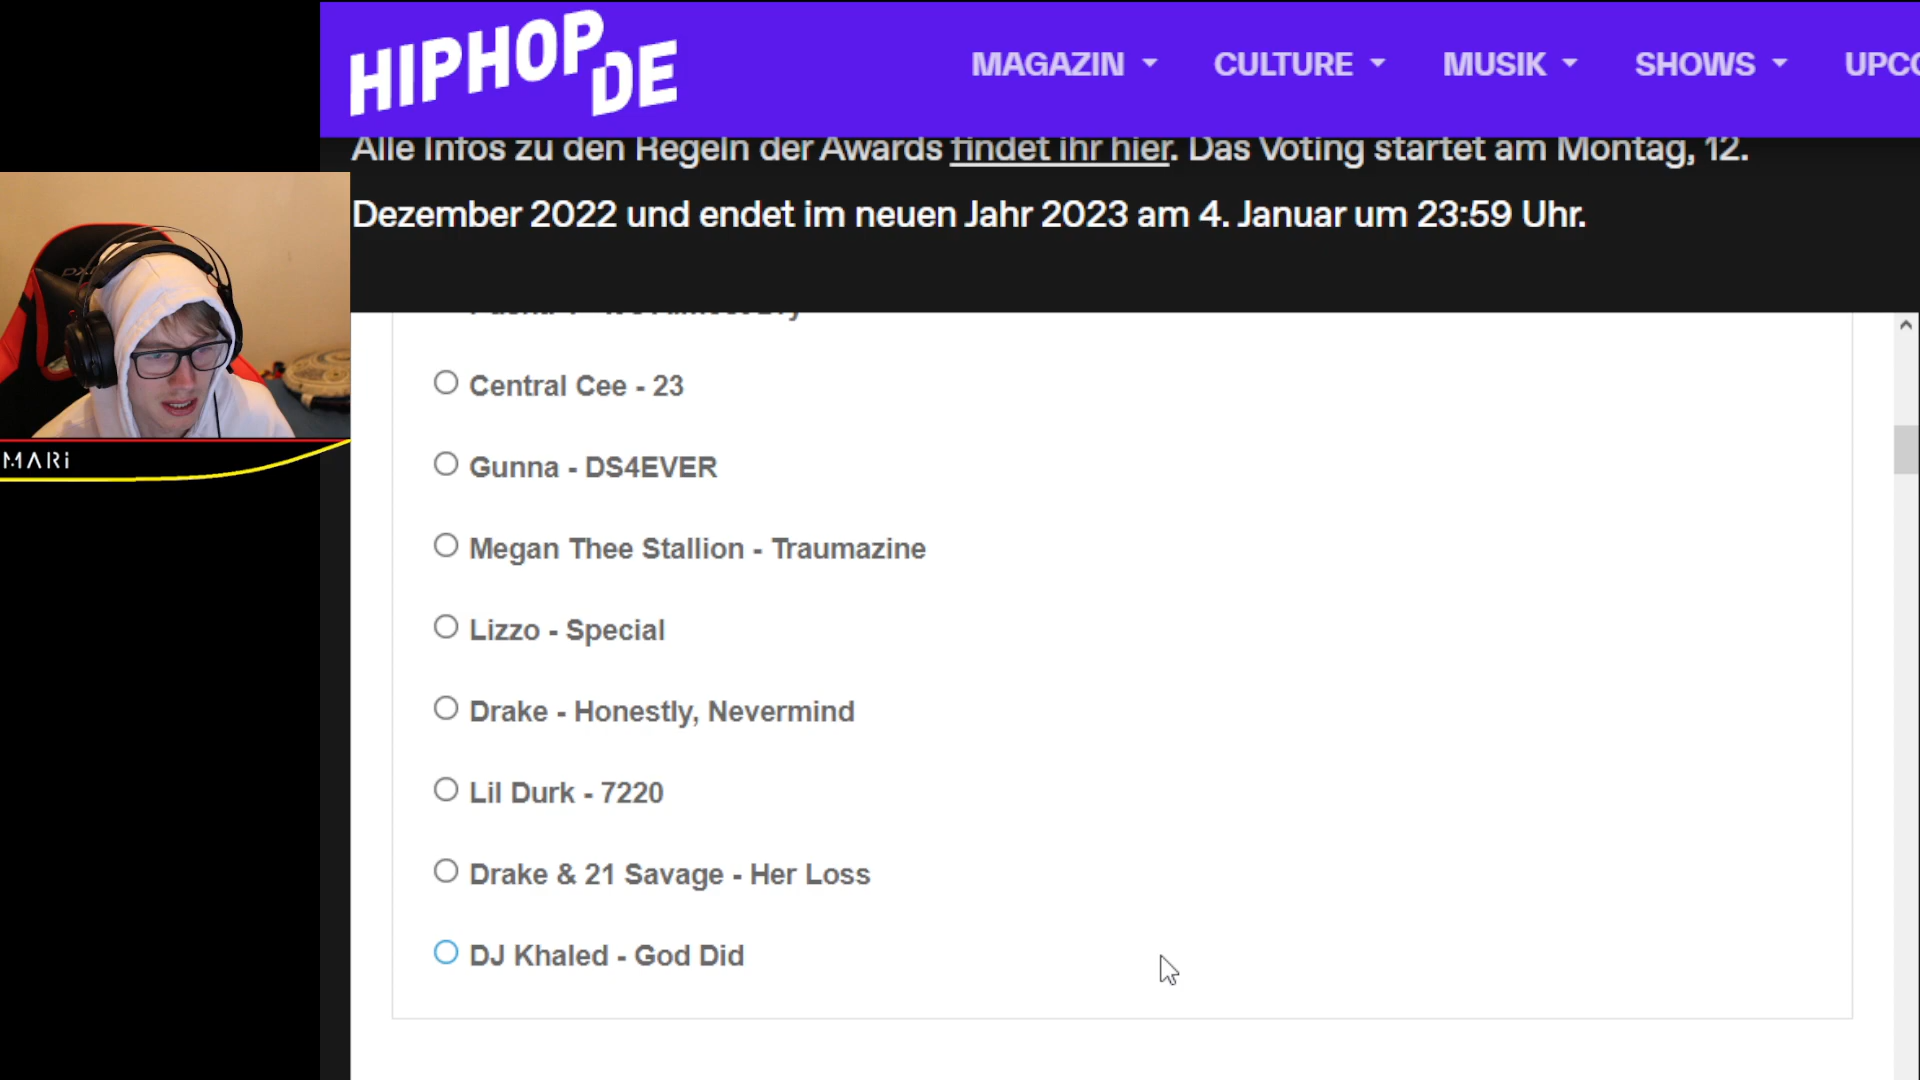 HIPHOP.DE
MAGAZIN
CULTURE
MUSIK
SHOWS
UPCO
Alle Infos zu den Regeln der Awards findet ihr hier. Das Voting startet am Montag, 12.
Dezember 2022 und endet im neuen Jahr 2023 am 4. Januar um 23:59 Uhr.
Central Cee - 23
Gunna - DS4EVER
Megan Thee Stallion - Traumazine
Lizzo - Special
Drake - Honestly, Nevermind
Lil Durk - 7220
Drake & 21 Savage - Her Loss
DJ Khaled - God Did
MARi